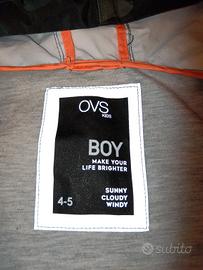 OVS
KIDS
BOY
MAKE YOUR
LIFE BRIGHTER
4-5
SUNNY
CLOUDY
WINDY
subito